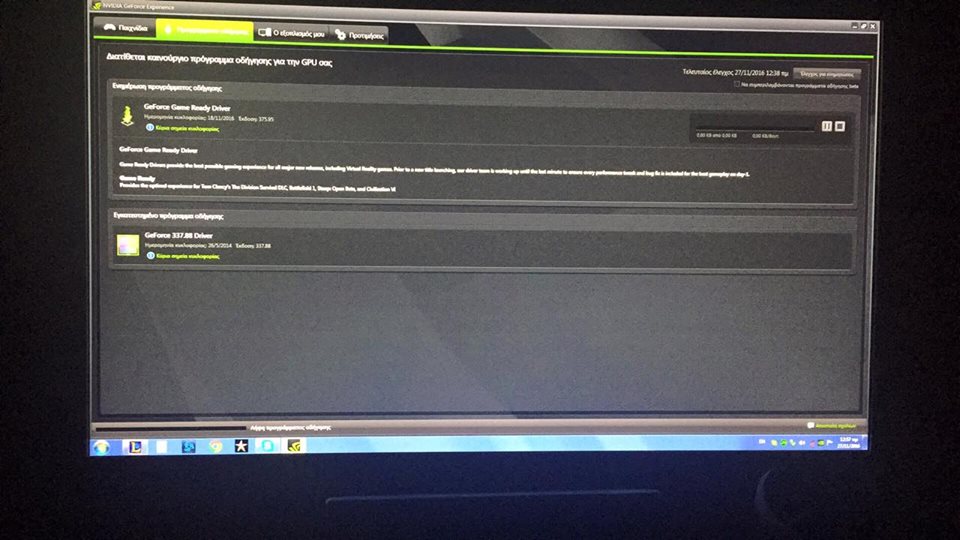 NVIDIA GeForce Experience
Παιχνίδια
Προγράμματα οδήγησης
Ο εξοπλισμός μου
Προτιμήσεις
Διατίθεται καινούργιο πρόγραμμα οδήγησης για την GPU σας
Τελευταίος έλεγχος 27/11/2016 12:38 πμ
Έλεγχος για ενημερώσεις
Να συμπεριλαμβάνονται προγράμματα οδήγησης beta
Ενημέρωση προγράμματος οδήγησης
GeForce Game Ready Driver
Ημερομηνία κυκλοφορίας: 18/11/2016 Έκδοση: 375.95
Κύρια σημεία κυκλοφορίας
0,00 KB από 0,00 KB
0,00 KB/δευτ.
GeForce Game Ready Driver
Game Ready Drivers provide the best possible gaming experience for all major new releases, including Virtual Reality games. Prior to a new title launching, our driver team is working up until the last minute to ensure every performance tweak and bug fix is included for the best gameplay on day-1.
Game Ready
Provides the optimal experience for Tom Clancy's The Division Survival DLC, Battlefield 1, Steep: Open Beta, and Civilization VI
Εγκατεστημένο πρόγραμμα οδήγησης
GeForce 337.88 Driver
Ημερομηνία κυκλοφορίας: 26/5/2014 Έκδοση: 337.88
Κύρια σημεία κυκλοφορίας
Λήψη προγράμματος οδήγησης
Αποστολή σχολίων
EN
12:57 πμ
27/11/2016